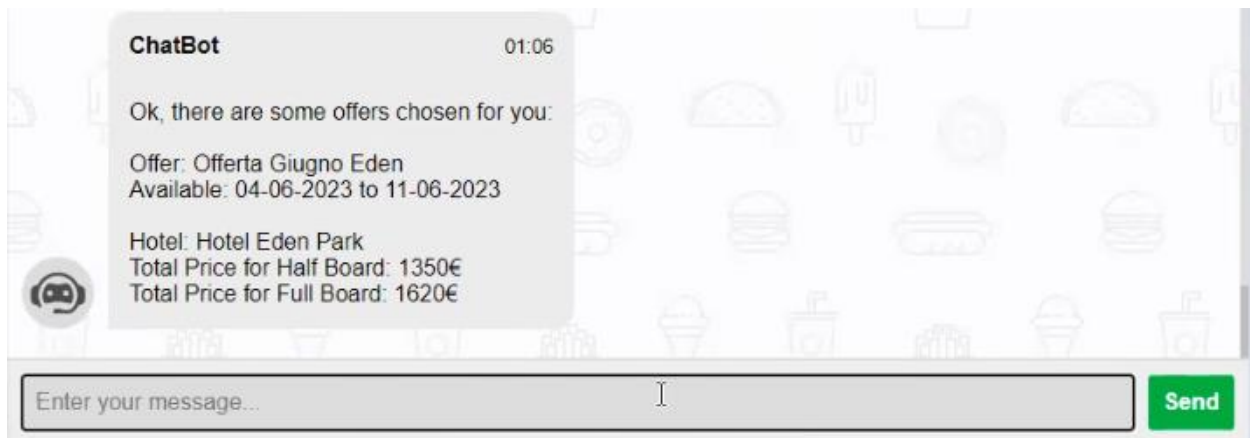 ChatBot 01:06
Ok, there are some offers chosen for you:
Offer: Offerta Giugno Eden
Available: 04-06-2023 to 11-06-2023
Hotel: Hotel Eden Park
Total Price for Half Board: 1350€
Total Price for Full Board: 1620€
Enter your message...
Send